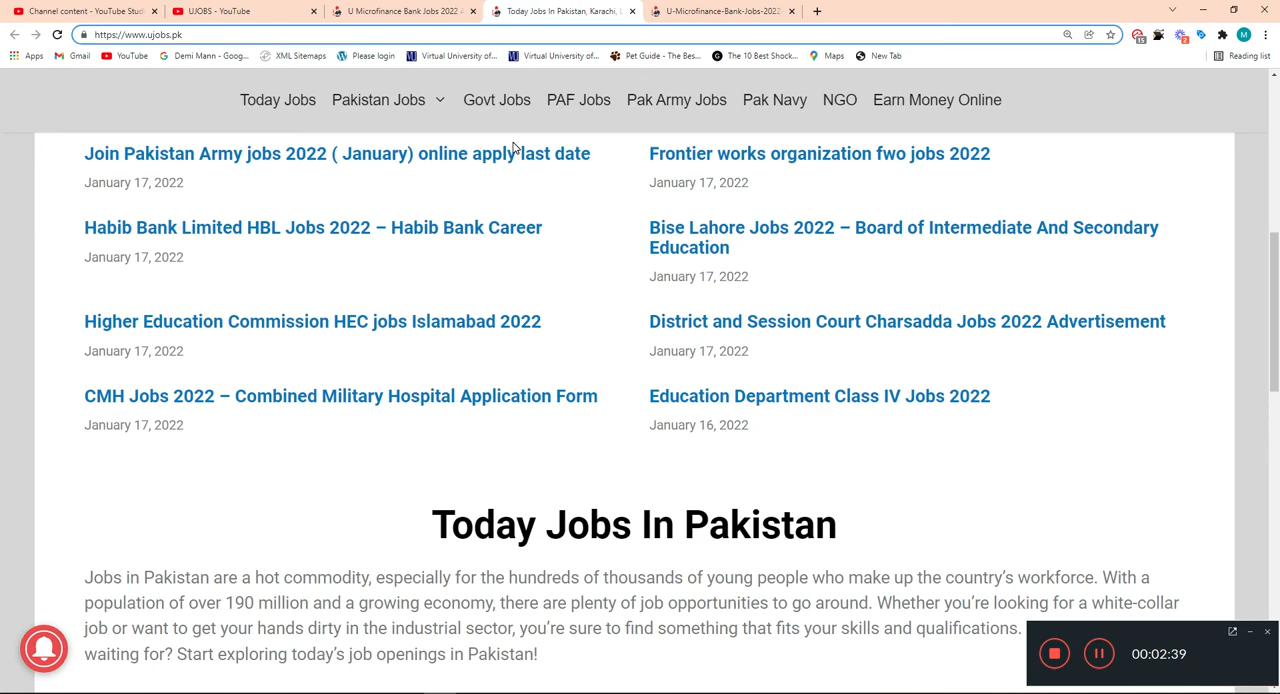 Channel content - YouTube Stud
UJOBS - YouTube
U Microfinance Bank Jobs 2022 A
Today Jobs In Pakistan, Karachi, L
U-Microfinance-Bank-Jobs-2022-
https://www.ujobs.pk
15
2
M
Apps
Gmail
YouTube
Demi Mann - Goog...
XML Sitemaps
Please login
Virtual University of...
Virtual University of...
Pet Guide - The Bes...
The 10 Best Shock...
Maps
New Tab
Reading list
Today Jobs
Pakistan Jobs
Govt Jobs
PAF Jobs
Pak Army Jobs
Pak Navy
NGO
Earn Money Online
Join Pakistan Army jobs 2022 ( January) online apply last date
January 17, 2022
Frontier works organization fwo jobs 2022
January 17, 2022
Habib Bank Limited HBL Jobs 2022 – Habib Bank Career
January 17, 2022
Bise Lahore Jobs 2022 – Board of Intermediate And Secondary
Education
January 17, 2022
Higher Education Commission HEC jobs Islamabad 2022
January 17, 2022
District and Session Court Charsadda Jobs 2022 Advertisement
January 17, 2022
CMH Jobs 2022 – Combined Military Hospital Application Form
January 17, 2022
Education Department Class IV Jobs 2022
January 16, 2022
Today Jobs In Pakistan
Jobs in Pakistan are a hot commodity, especially for the hundreds of thousands of young people who make up the country's workforce. With a
population of over 190 million and a growing economy, there are plenty of job opportunities to go around. Whether you're looking for a white-collar
job or want to get your hands dirty in the industrial sector, you're sure to find something that fits your skills and qualifications.
waiting for? Start exploring today's job openings in Pakistan!
00:02:39